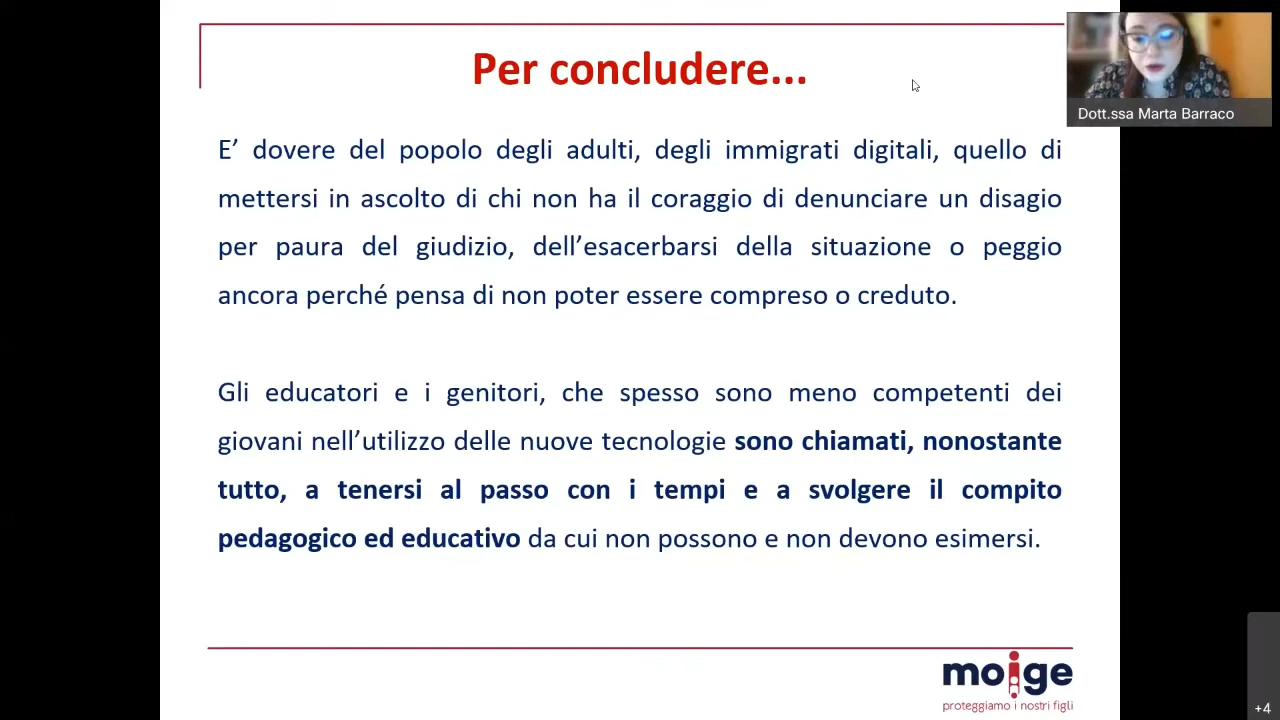 Per concludere...
Dott.ssa Marta Barraco
E’ dovere del popolo degli adulti, degli immigrati digitali, quello di
mettersi in ascolto di chi non ha il coraggio di denunciare un disagio
per paura del giudizio, dell’esacerbarsi della situazione o peggio
ancora perché pensa di non poter essere compreso o creduto.
Gli educatori e i genitori, che spesso sono meno competenti dei
giovani nell’utilizzo delle nuove tecnologie sono chiamati, nonostante
tutto, a tenersi al passo con i tempi e a svolgere il compito
pedagogico ed educativo da cui non possono e non devono esimersi.
moige
proteggiamo i nostri figli
+4